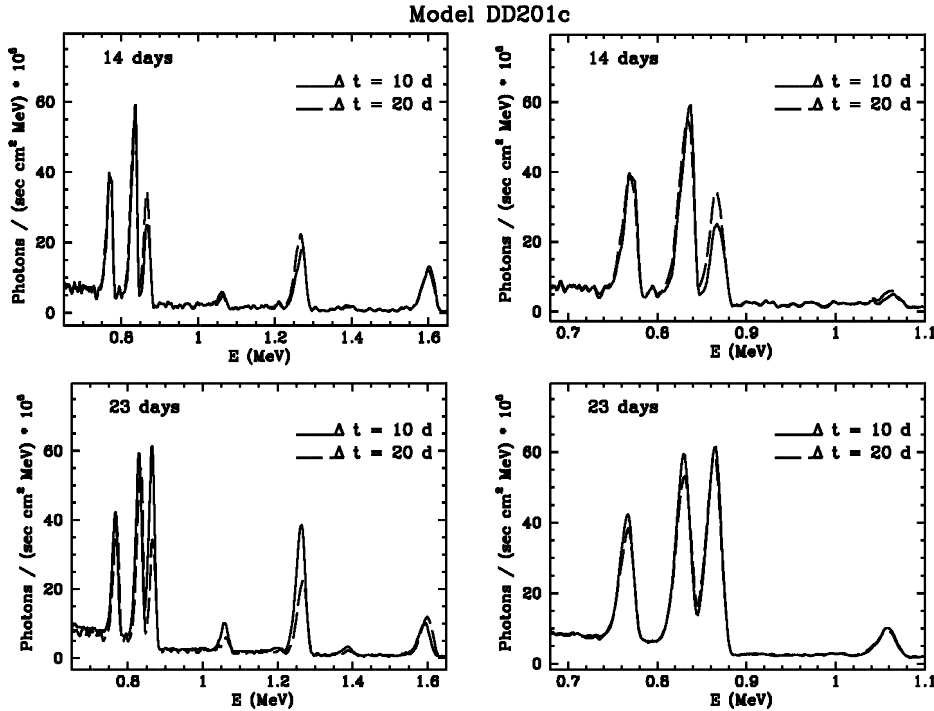 Model DD201c
14 days
Δ t = 10 d
Δ t = 20 d
60
40
20
0
Photons / (sec cm² MeV) * 10⁶
0.8
1
1.2
1.4
1.6
E (MeV)
14 days
Δ t = 10 d
Δ t = 20 d
60
40
20
0
Photons / (sec cm² MeV) * 10⁶
0.7
0.8
0.9
1
1.1
E (MeV)
23 days
Δ t = 10 d
Δ t = 20 d
60
40
20
0
Photons / (sec cm² MeV) * 10⁶
0.8
1
1.2
1.4
1.6
E (MeV)
23 days
Δ t = 10 d
Δ t = 20 d
60
40
20
0
Photons / (sec cm² MeV) * 10⁶
0.7
0.8
0.9
1
1.1
E (MeV)